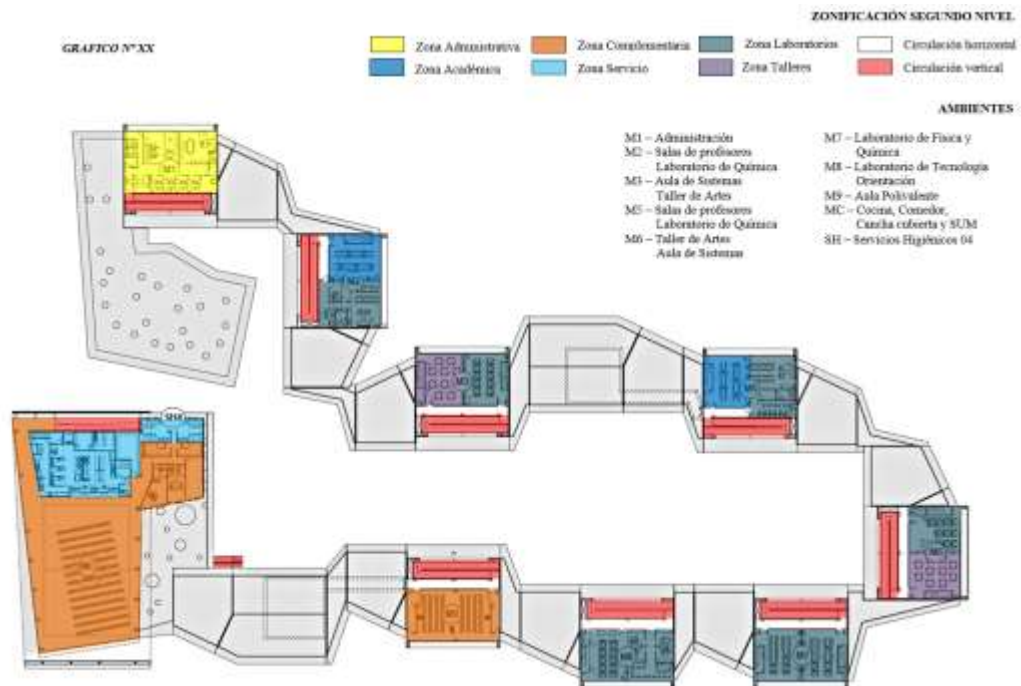 ZONIFICACIÓN SEGUNDO NIVEL
GRAFICO N° XX
Zona Administrativa
Zona Complementaria
Zona Laboratorios
Circulación horizontal
Zona Académica
Zona Servicio
Zona Talleres
Circulación vertical
AMBIENTES
M1 – Administración
M2 – Salas de profesores
Laboratorio de Química
M3 – Aula de Sistemas
Taller de Artes
M5 – Salas de profesores
Laboratorio de Química
M6 – Taller de Artes
Aula de Sistemas
M7 – Laboratorio de Física y
Química
M8 – Laboratorio de Tecnología
Orientación
M9 – Aula Polivalente
MC – Cocina, Comedor,
Cancha cubierta y SUM
SH – Servicios Higiénicos 04